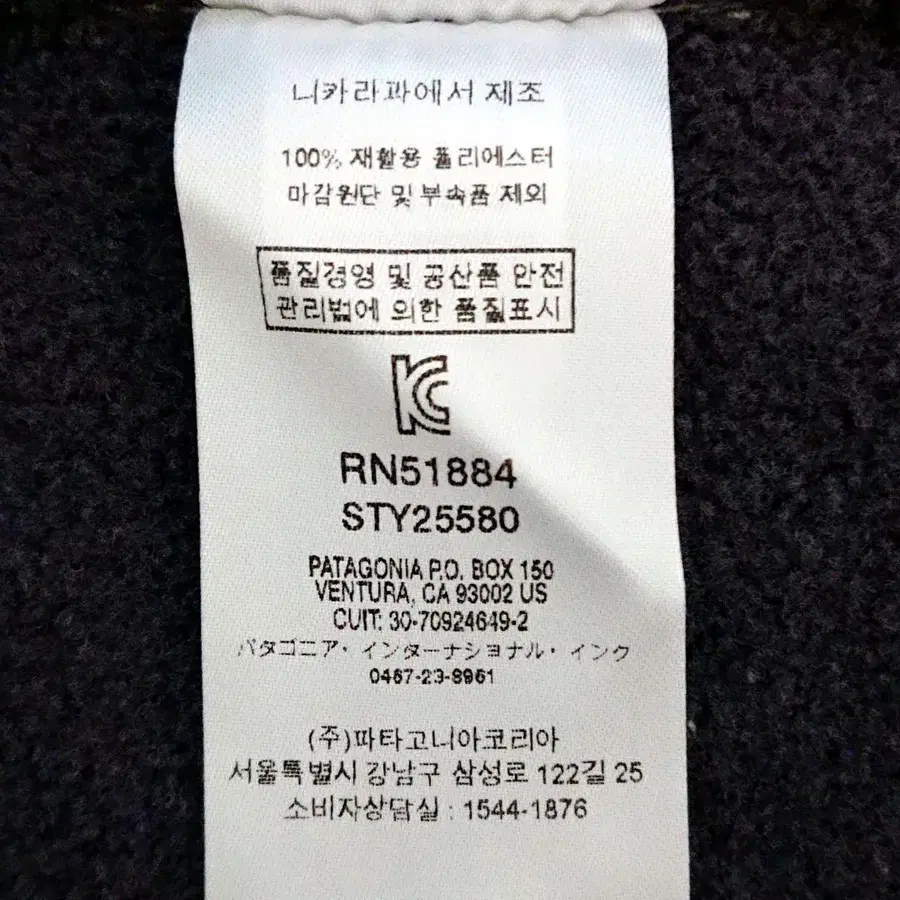 니카라과에서 제조
100% 재활용 폴리에스터
마감원단 및 부속품 제외
품질경영 및 공산품 안전
관리법에 의한 품질표시
KC
RN51884
STY25580
PATAGONIA P.O. BOX 150
VENTURA, CA 93002 US
CUIT: 30-70924649-2
パタゴニア・インターナショナル・インク
0467-23-8961
(주)파타고니아코리아
서울특별시 강남구 삼성로 122길 25
소비자상담실 : 1544-1876